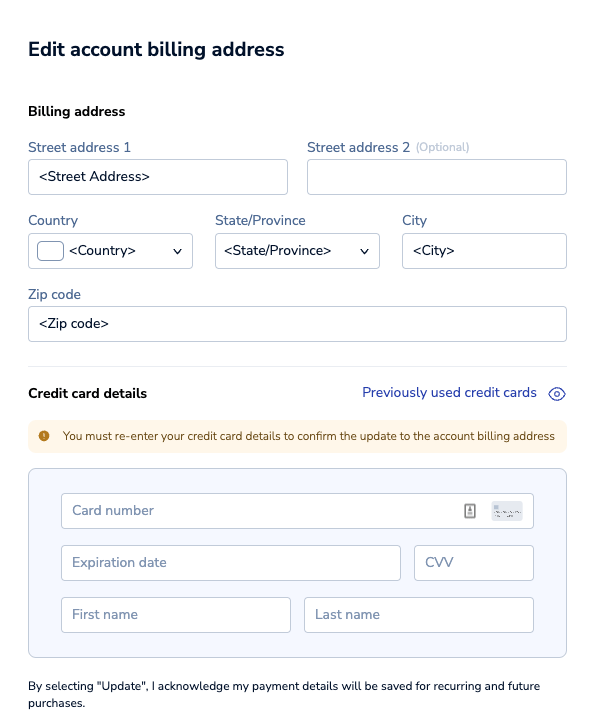 Edit account billing address
Billing address
Street address 1
Street address 2 (Optional)
<Street Address>
Country
State/Province
City
<Country>
<State/Province>
<City>
Zip code
<Zip code>
Credit card details
Previously used credit cards
You must re-enter your credit card details to confirm the update to the account billing address
Card number
Expiration date
CVV
First name
Last name
By selecting "Update", I acknowledge my payment details will be saved for recurring and future
purchases.